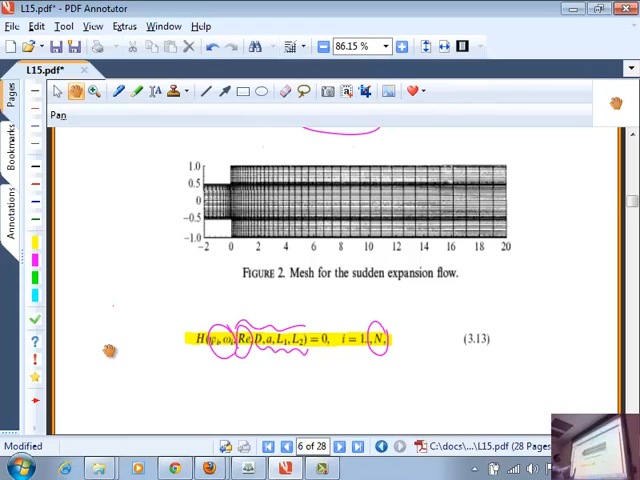 L15.pdf* - PDF Annotator
File Edit Tool View Extras Window Help
86.15 %
L15.pdf*
Pan
Pages
Bookmarks
Annotations
1.0
0.5
0
−0.5
−1.0
−2 0 2 4 6 8 10 12 14 16 18 20
FIGURE 2. Mesh for the sudden expansion flow.
H(ψi, ωi, Re, D, a, L1, L2) = 0, i = 1..,N, (3.13)
Modified
6 of 28
C:\docs\...\L15.pdf (28 Pages